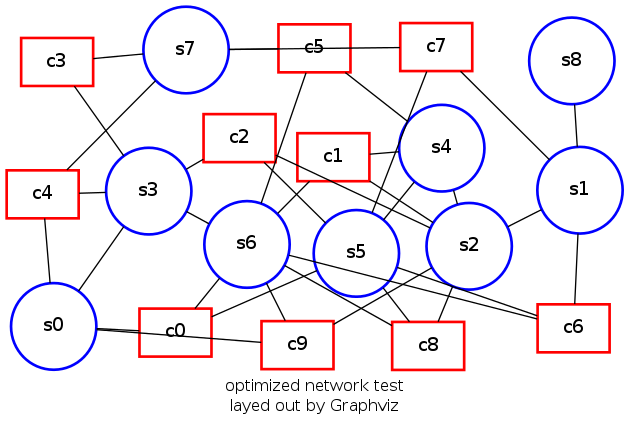 s7
c5
c7
c3
s8
c2
s4
c1
c4
s3
s1
s6
s5
s2
s0
c0
c9
c8
c6
optimized network test
layed out by Graphviz